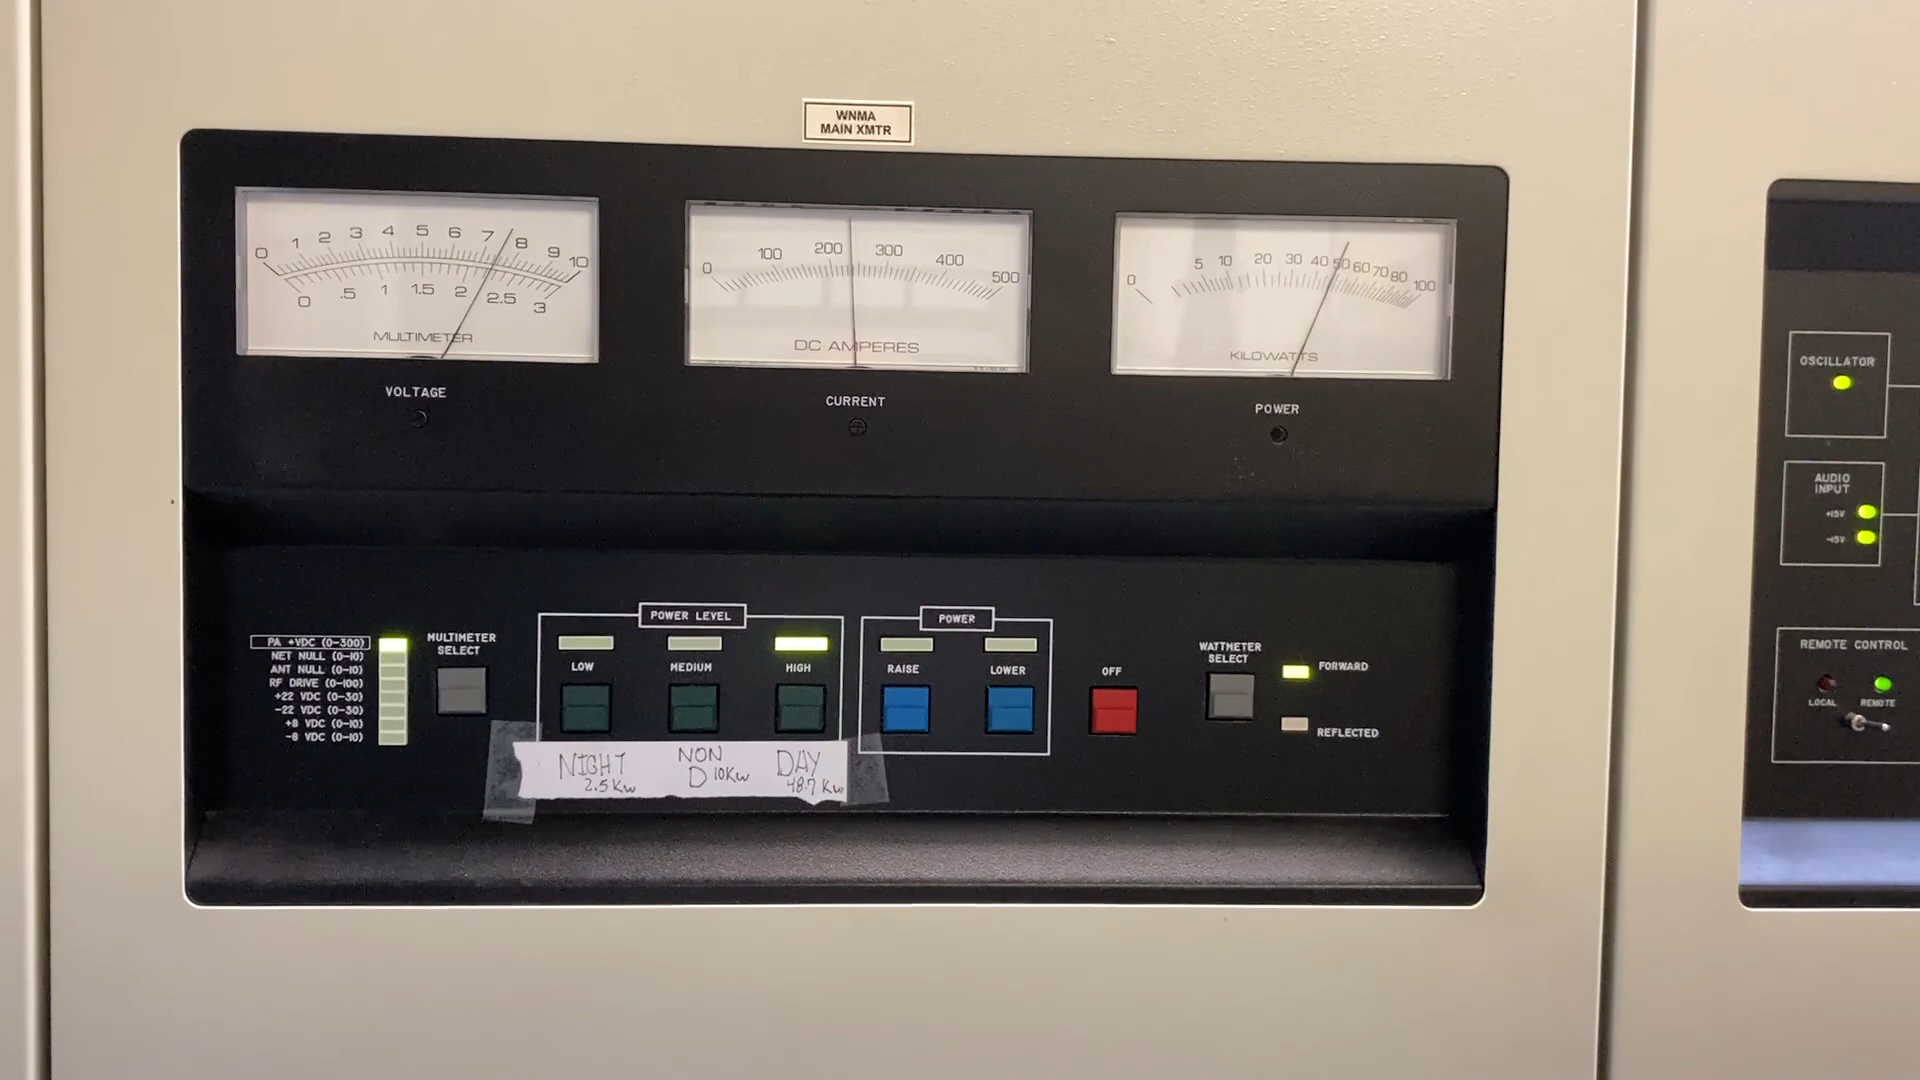 WNMA
MAIN XMTR
0 1 2 3 4 5 6 7 8 9 10
0 .5 1 1.5 2 2.5 3
MULTIMETER
VOLTAGE
0 100 200 300 400 500
DC AMPERES
CURRENT
0 5 10 20 30 40 50 60 70 80 100
KILOWATTS
POWER
PA +VDC (0-300)
NET NULL (0-10)
ANT NULL (0-10)
RF DRIVE (0-100)
+22 VDC (0-30)
-22 VDC (0-30)
+8 VDC (0-10)
-8 VDC (0-10)
MULTIMETER
SELECT
POWER LEVEL
LOW MEDIUM HIGH
NIGHT
2.5 Kw
NON
D 10Kw
DAY
48.7 Kw
POWER
RAISE LOWER
OFF
WATTMETER
SELECT
FORWARD
REFLECTED
OSCILLATOR
AUDIO
INPUT
+15V
-15V
REMOTE CONTROL
LOCAL REMOTE